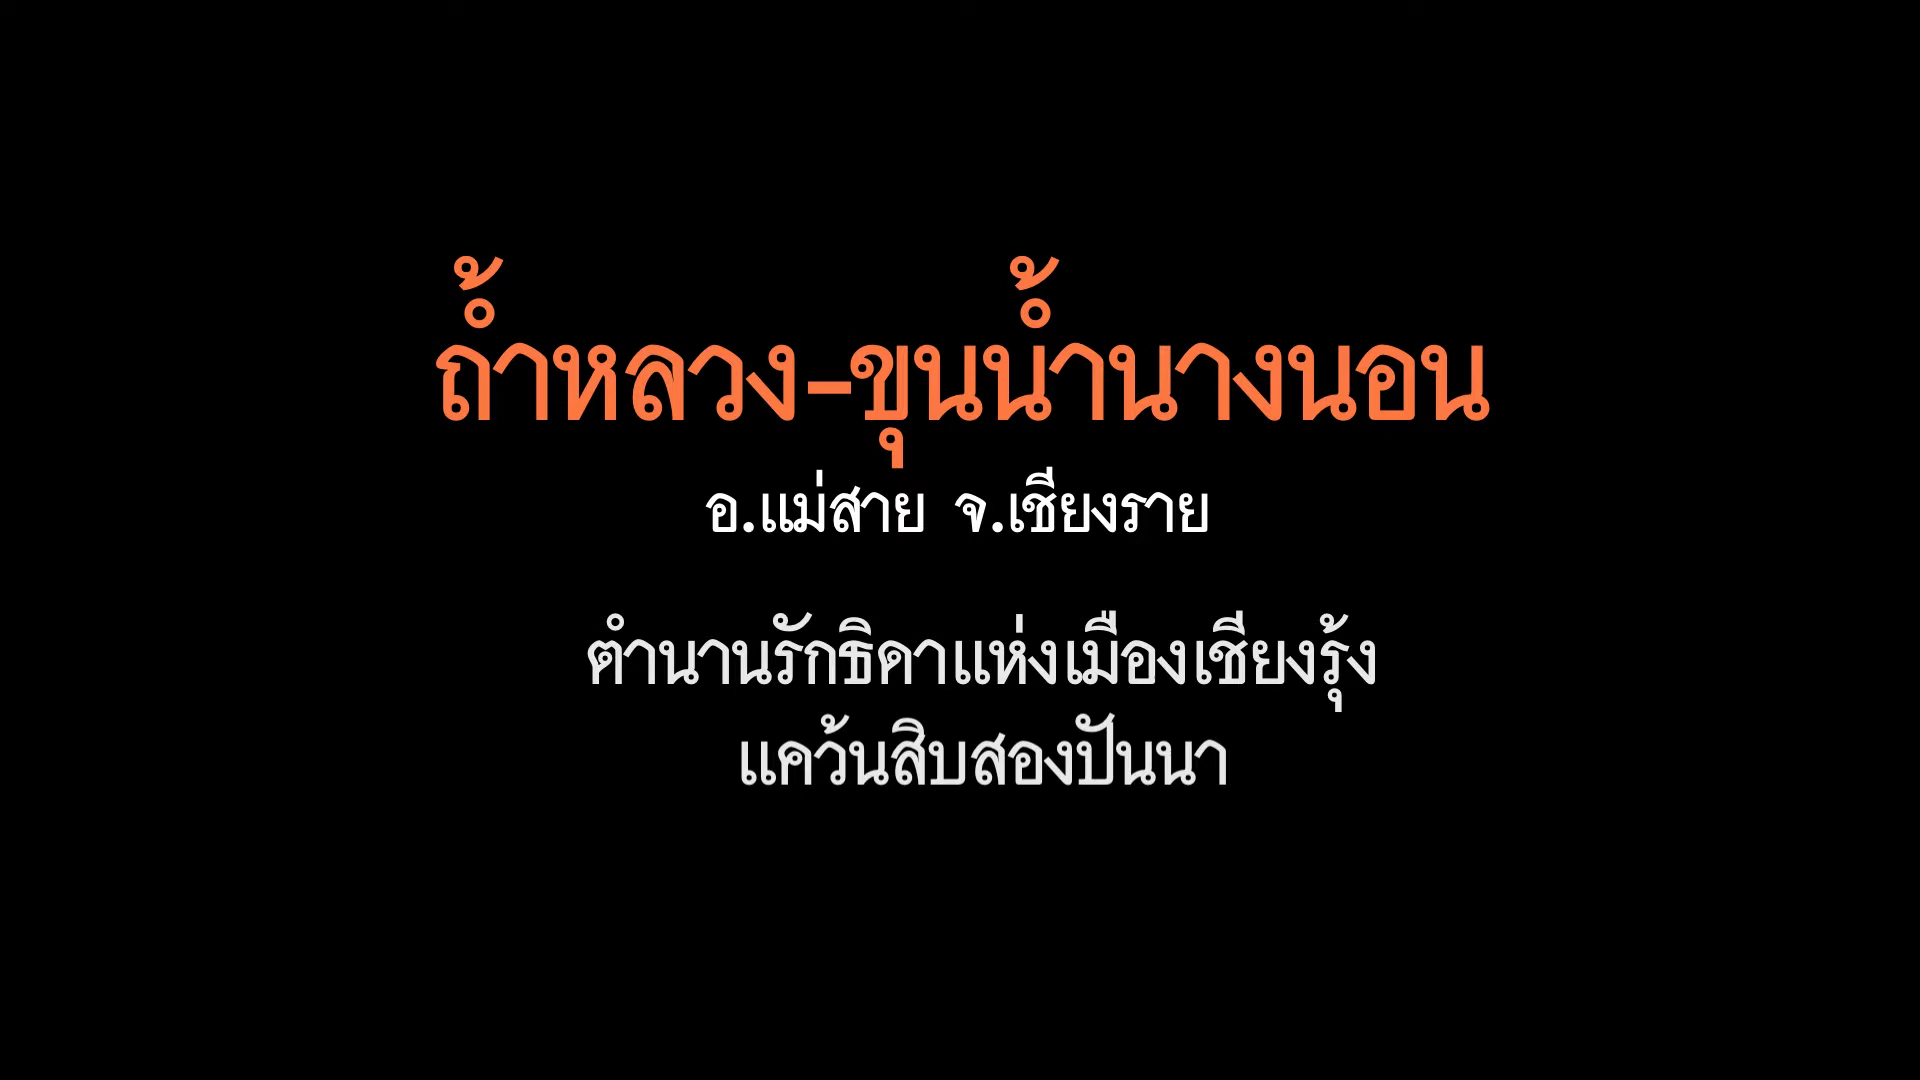 ถ้ำหลวง-ขุนน้ำนางนอน
อ.แม่สาย จ.เชียงราย
ตำนานรักธิดาแห่งเมืองเชียงรุ้ง
แคว้นสิบสองปันนา